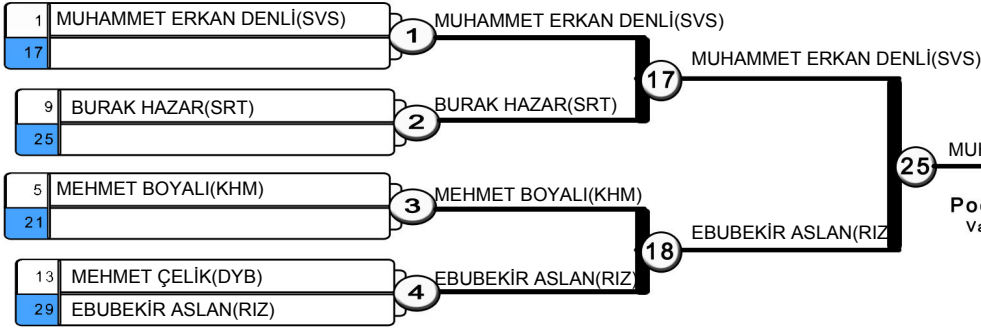 1 MUHAMMET ERKAN DENLİ(SVS)
17
1
MUHAMMET ERKAN DENLİ(SVS)
17
MUHAMMET ERKAN DENLİ(SVS)
9 BURAK HAZAR(SRT)
25
2
BURAK HAZAR(SRT)
25
5 MEHMET BOYALI(KHM)
21
3
MEHMET BOYALI(KHM)
18
EBUBEKİR ASLAN(RIZ
13 MEHMET ÇELİK(DYB)
29 EBUBEKİR ASLAN(RIZ)
4
EBUBEKİR ASLAN(RIZ)